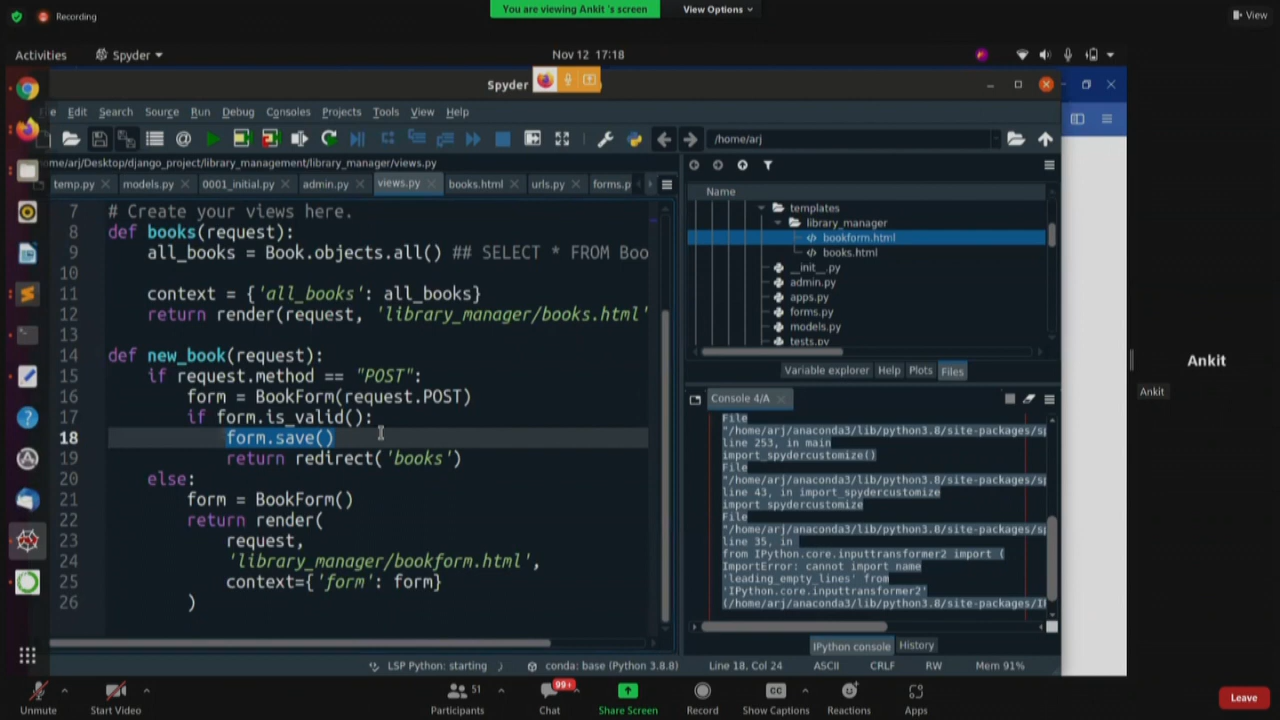 Recording
You are viewing Ankit 's screen
View Options
View
Activities
Spyder
Nov 12 17:18
Spyder
Edit Search Source Run Debug Consoles Projects Tools View Help
/home/arj
ome/arj/Desktop/django_project/library_management/library_manager/views.py
temp.py models.py 0001_initial.py admin.py views.py books.html urls.py forms.p
7 # Create your views here.
8 def books(request):
9 all_books = Book.objects.all() ## SELECT * FROM Boo
10
11 context = {'all_books': all_books}
12 return render(request, 'library_manager/books.html'
14 def new_book(request):
15 if request.method == "POST":
16 form = BookForm(request.POST)
17 if form.is_valid():
18 form.save()
19 return redirect('books')
20 else:
21 form = BookForm()
22 return render(
23 request,
24 'library_manager/bookform.html',
25 context={'form': form}
26 )
Name
templates
library_manager
bookform.html
books.html
__init__.py
admin.py
apps.py
forms.py
models.py
tests.py
Variable explorer Help Plots Files
Console 4/A
File
"/home/arj/anaconda3/lib/python3.8/site-packages/sp
line 253, in main
import_spydercustomize()
File
"/home/arj/anaconda3/lib/python3.8/site-packages/sp
line 43, in import_spydercustomize
import spydercustomize
File
"/home/arj/anaconda3/lib/python3.8/site-packages/sp
line 35, in
from IPython.core.inputtransformer2 import (
ImportError: cannot import name
'leading_empty_lines' from
'IPython.core.inputtransformer2'
(/home/arj/anaconda3/lib/python3.8/site-packages/IP
IPython console History
LSP Python: starting conda: base (Python 3.8.8) Line 18, Col 24 ASCII CRLF RW Mem 91%
Ankit
Ankit
Unmute
Start Video
51
Participants
99+
Chat
Share Screen
Record
CC
Show Captions
Reactions
Apps
Leave